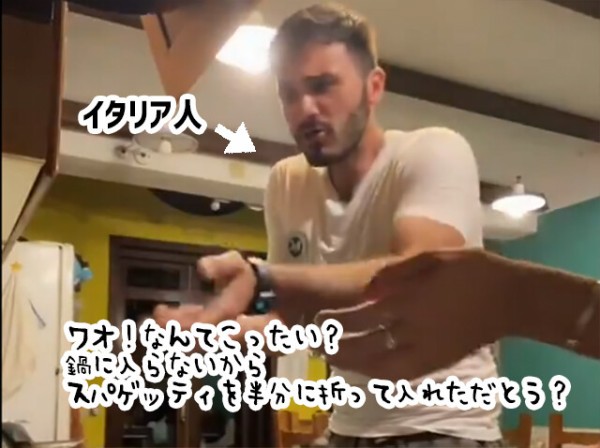 イタリア人
ワオ！なんてこったい？
鍋に入らないから
スパゲッティを半分に折って入れただとう？